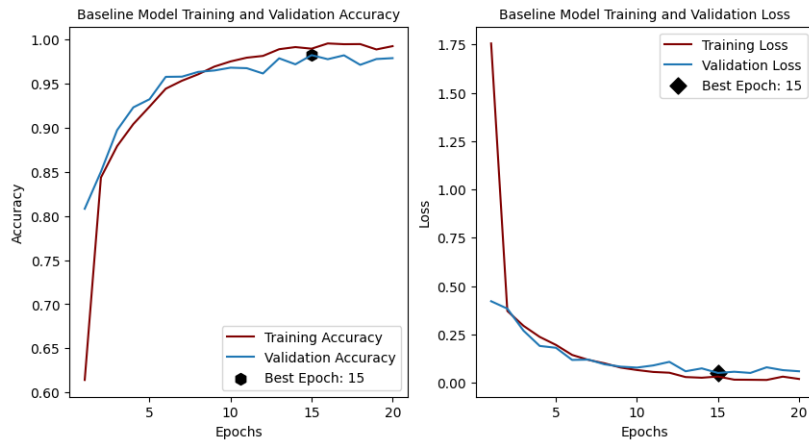 Baseline Model Training and Validation Accuracy
1.00
0.95
0.90
0.85
0.80
0.75
0.70
0.65
0.60
Accuracy
Training Accuracy
Validation Accuracy
Best Epoch: 15
5
10
15
20
Epochs
Baseline Model Training and Validation Loss
1.75
1.50
1.25
1.00
0.75
0.50
0.25
0.00
Loss
Training Loss
Validation Loss
Best Epoch: 15
5
10
15
20
Epochs